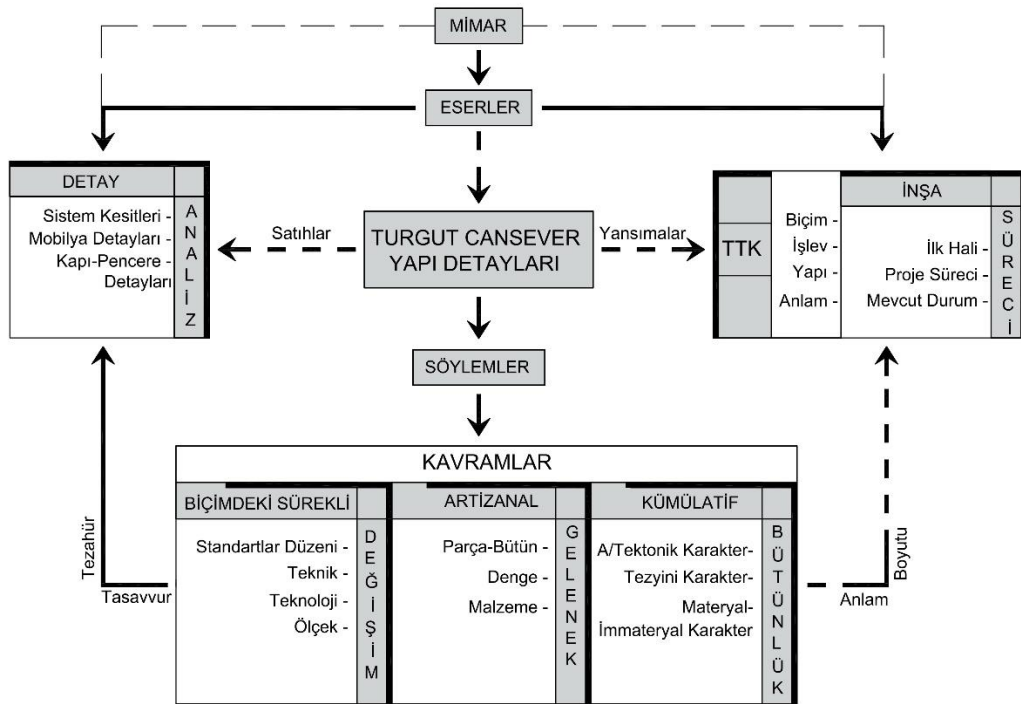 MİMAR
ESERLER
DETAY
Sistem Kesitleri -
Mobilya Detayları -
Kapı-Pencere -
Detayları
ANALİZ
Satıhlar
TURGUT CANSEVER
YAPI DETAYLARI
Yansımalar
TTK
Biçim -
İşlev -
Yapı -
Anlam -
İNŞA
İlk Hali -
Proje Süreci -
Mevcut Durum -
SÜRECİ
SÖYLEMLER
KAVRAMLAR
BİÇİMDEKİ SÜREKLİ
Standartlar Düzeni -
Teknik -
Teknoloji -
Ölçek -
DEĞİŞİM
ARTİZANAL
Parça-Bütün -
Denge -
Malzeme -
GELENEK
KÜMÜLATİF
A/Tektonik Karakter-
Tezyini Karakter-
Materyal-
İmmateryal Karakter
BÜTÜNLÜK
Tezahür
Tasavvur
Anlam
Boyutu